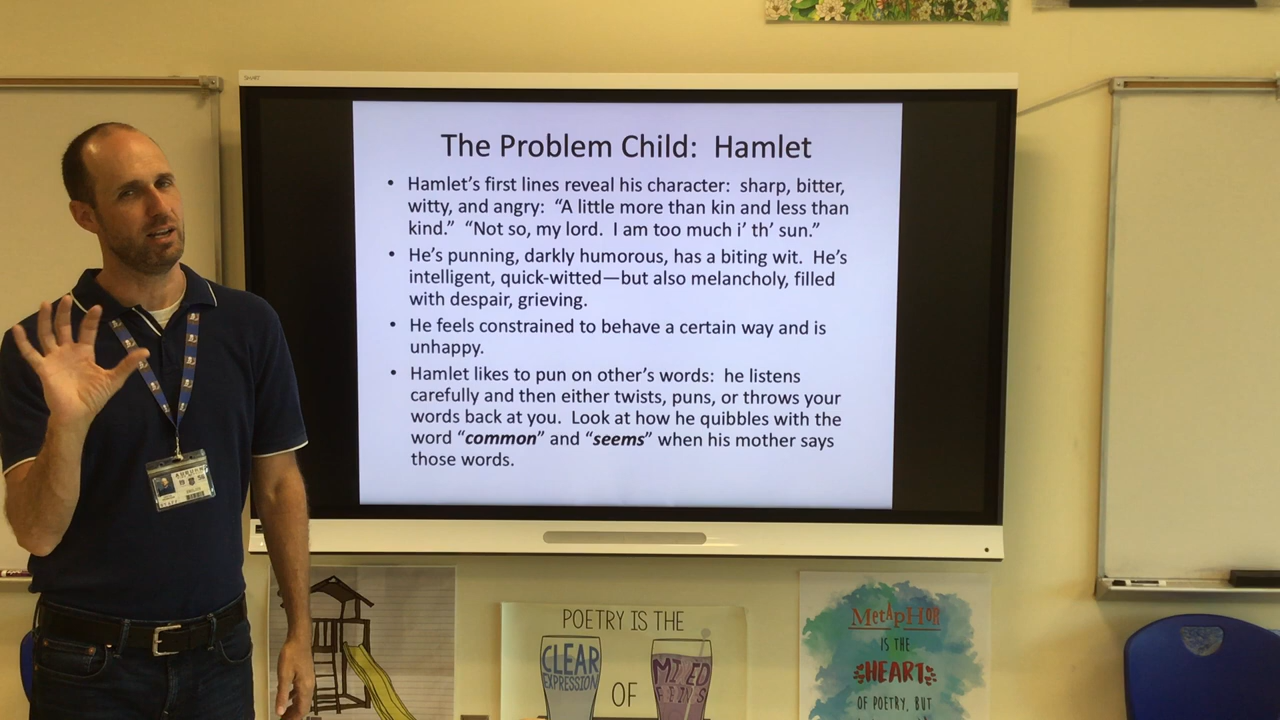 SMART
The Problem Child: Hamlet
• Hamlet's first lines reveal his character: sharp, bitter,
witty, and angry: “A little more than kin and less than
kind.” “Not so, my lord. I am too much i’ th’ sun.”
• He’s punning, darkly humorous, has a biting wit. He’s
intelligent, quick-witted—but also melancholy, filled
with despair, grieving.
• He feels constrained to behave a certain way and is
unhappy.
• Hamlet likes to pun on other’s words: he listens
carefully and then either twists, puns, or throws your
words back at you. Look at how he quibbles with the
word “common” and “seems” when his mother says
those words.
POETRY IS THE
CLEAR
EXPRESSION
OF
MetAPHOR
IS THE
HEART
OF POETRY, BUT